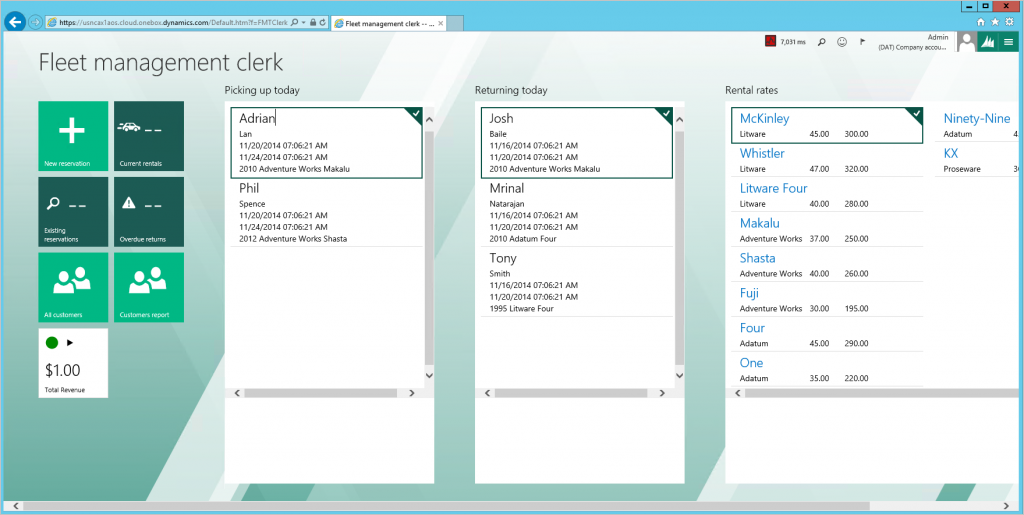 https://usncax1aos.cloud.onebox.dynamics.com/Default.htm?f=FMTClerk
Fleet management clerk -- ...
7,031 ms
Admin
(DAT) Company accou...
Fleet management clerk
New reservation
-- Current rentals
-- Existing reservations
-- Overdue returns
All customers
Customers report
$1.00
Total Revenue
Picking up today
Adrian
Lan
11/20/2014 07:06:21 AM
11/24/2014 07:06:21 AM
2010 Adventure Works Makalu
Phil
Spence
11/20/2014 07:06:21 AM
11/24/2014 07:06:21 AM
2012 Adventure Works Shasta
Returning today
Josh
Baile
11/16/2014 07:06:21 AM
11/20/2014 07:06:21 AM
2010 Adventure Works Makalu
Mrinal
Natarajan
11/16/2014 07:06:21 AM
11/20/2014 07:06:21 AM
2010 Adatum Four
Tony
Smith
11/16/2014 07:06:21 AM
11/20/2014 07:06:21 AM
1995 Litware Four
Rental rates
McKinley
Litware 45.00 300.00
Whistler
Litware 47.00 320.00
Litware Four
Litware 40.00 280.00
Makalu
Adventure Works 37.00 250.00
Shasta
Adventure Works 40.00 260.00
Fuji
Adventure Works 30.00 195.00
Four
Adatum 45.00 290.00
One
Adatum 35.00 220.00
Ninety-Nine
Adatum
KX
Proseware